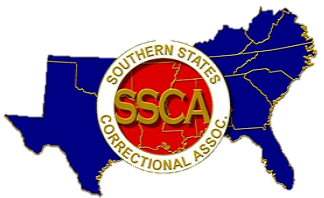 SOUTHERN STATES
SSCA
CORRECTIONAL ASSOC.